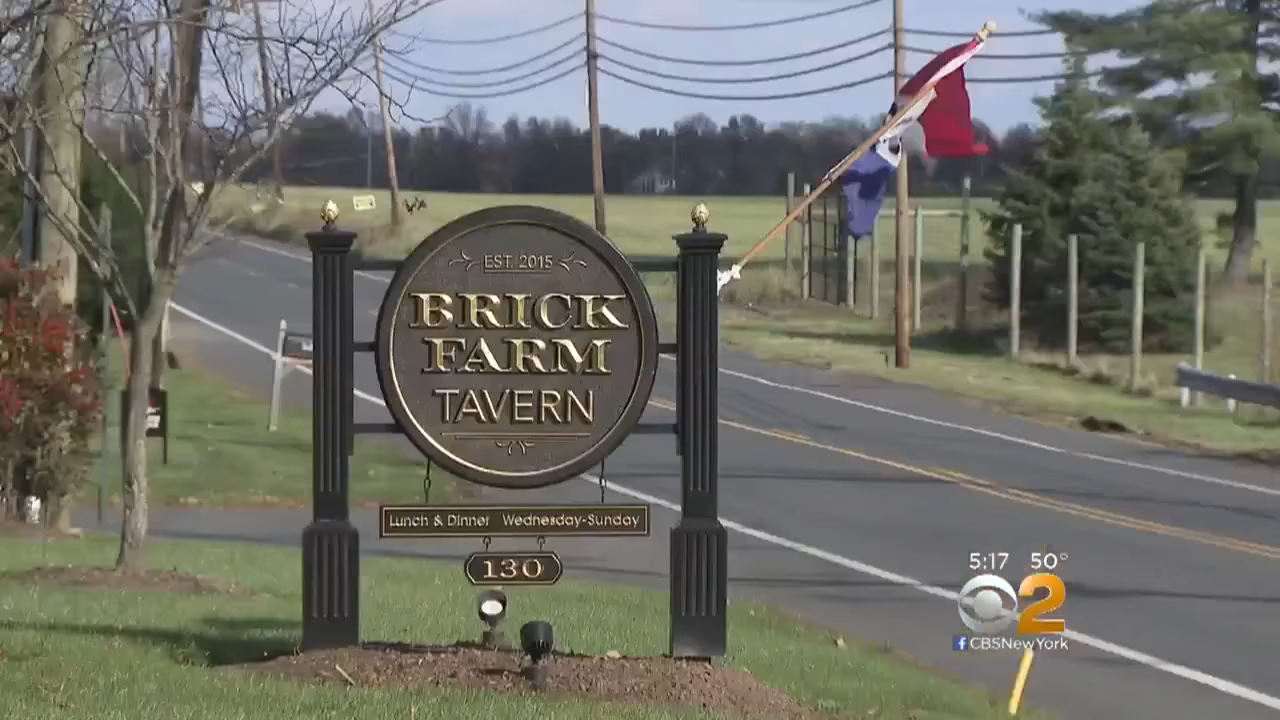 EST. 2015
BRICK
FARM
TAVERN
Lunch & Dinner Wednesday-Sunday
130
5:17 50°
2
CBSNewYork